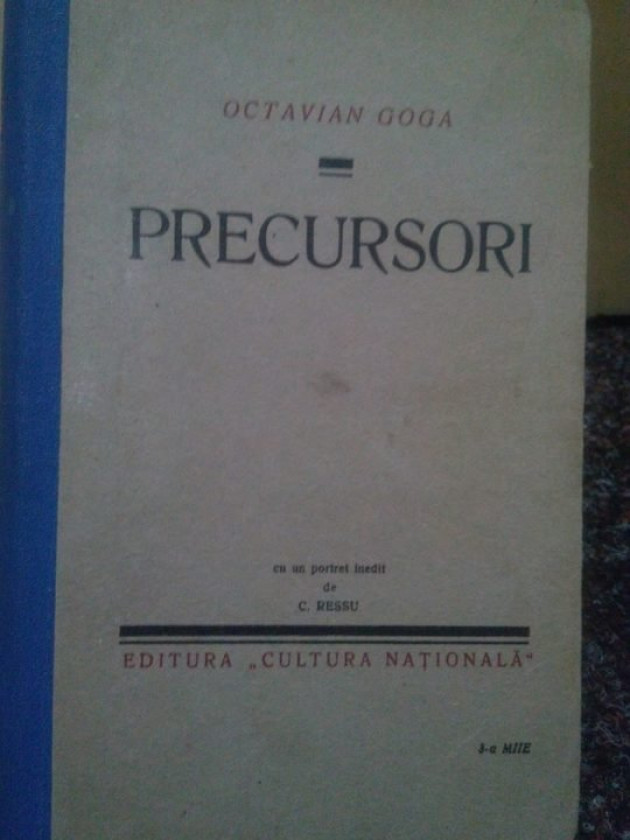 OCTAVIAN GOGA
PRECURSORI
cu un portret inedit
de
C. RESSU
EDITURA „CULTURA NAȚIONALĂ“
3-a MIIE